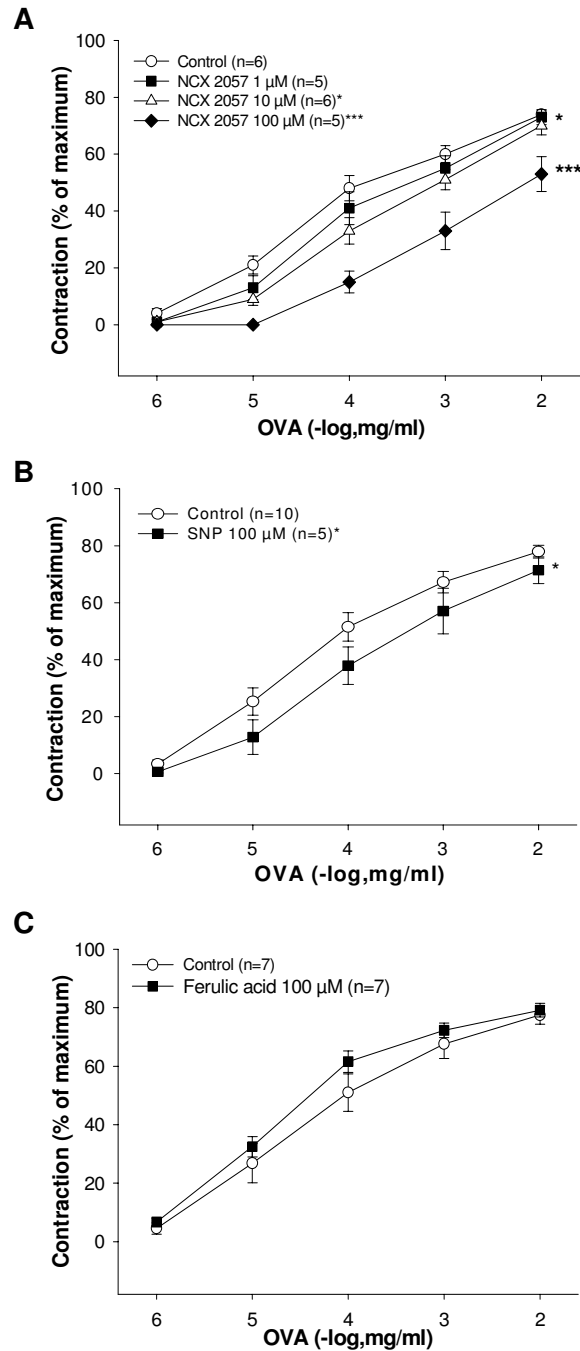 A
Contraction (% of maximum)
100
80
60
40
20
0
Control (n=6)
NCX 2057 1 µM (n=5)
NCX 2057 10 µM (n=6)*
NCX 2057 100 µM (n=5)***
*
***
6 5 4 3 2
OVA (-log,mg/ml)
B
Contraction (% of maximum)
100
80
60
40
20
0
Control (n=10)
SNP 100 µM (n=5)*
*
6 5 4 3 2
OVA (-log,mg/ml)
C
Contraction (% of maximum)
100
80
60
40
20
0
Control (n=7)
Ferulic acid 100 µM (n=7)
6 5 4 3 2
OVA (-log,mg/ml)